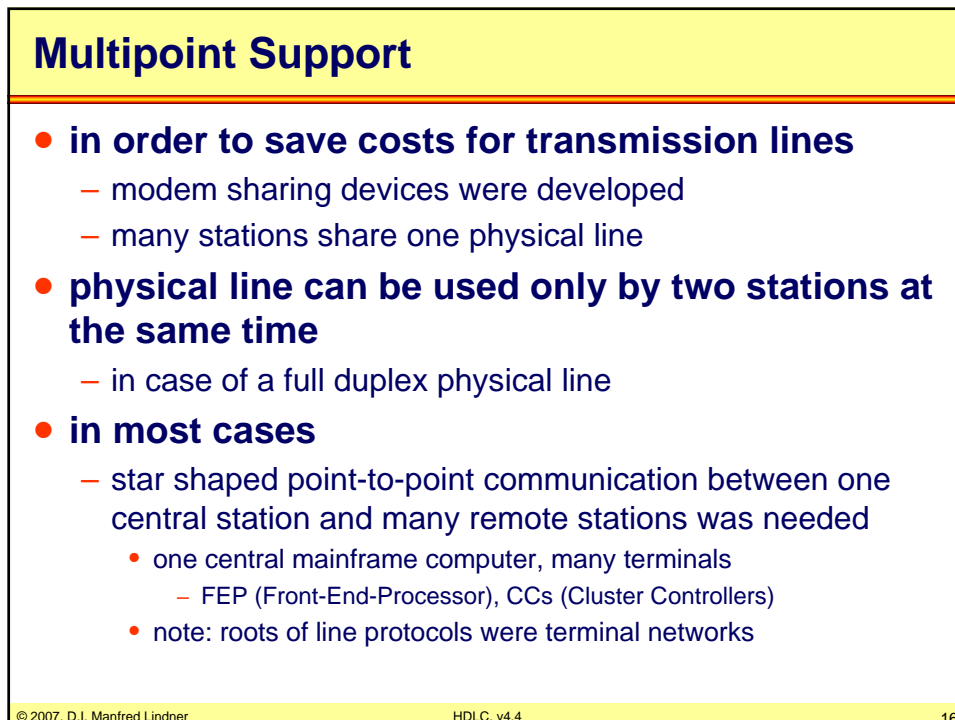 Multipoint Support
• in order to save costs for transmission lines
– modem sharing devices were developed
– many stations share one physical line
• physical line can be used only by two stations at
the same time
– in case of a full duplex physical line
• in most cases
– star shaped point-to-point communication between one
central station and many remote stations was needed
• one central mainframe computer, many terminals
– FEP (Front-End-Processor), CCs (Cluster Controllers)
• note: roots of line protocols were terminal networks
© 2007, D.I. Manfred Lindner
HDLC, v4.4
16